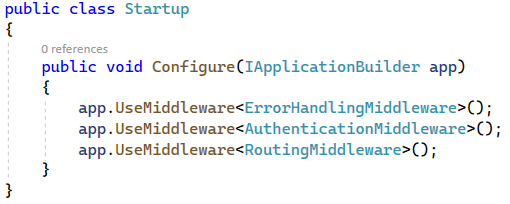 public class Startup
{
0 references
public void Configure(IApplicationBuilder app)
{
app.UseMiddleware<ErrorHandlingMiddleware>();
app.UseMiddleware<AuthenticationMiddleware>();
app.UseMiddleware<RoutingMiddleware>();
}
}